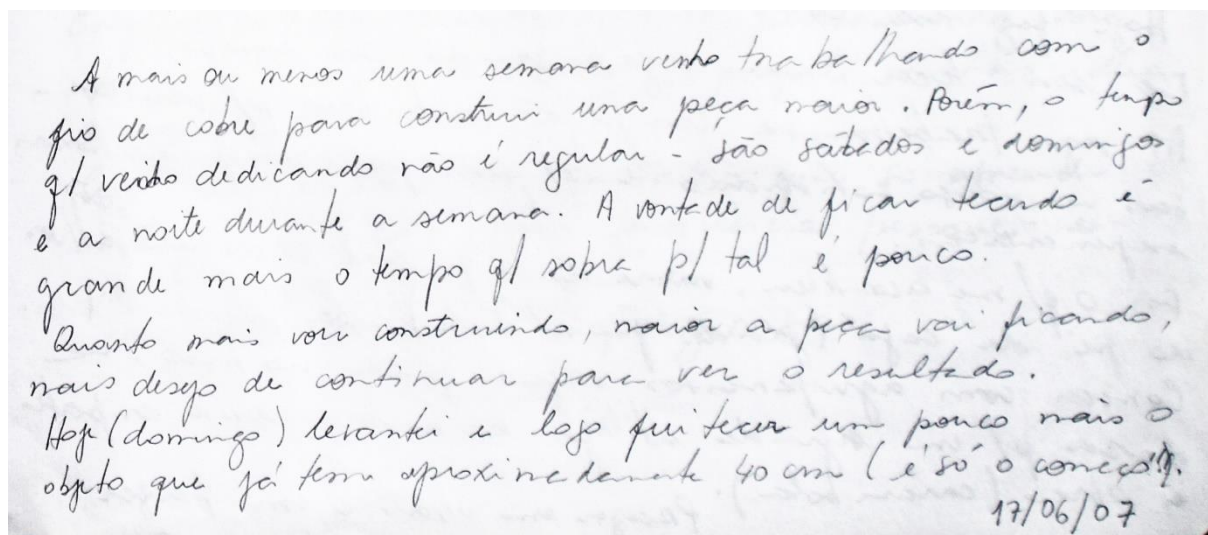 A mais ou menos uma semana venho trabalhando com o
fio de cobre para construir uma peça maior. Porém, o tempo
q/ venho dedicando não é regular - são sábados e domingos
e a noite durante a semana. A vontade de ficar tecendo é
grande mais o tempo q/ sobra p/ tal é pouco.
Quanto mais vou construindo, maior a peça vai ficando,
mais desejo de continuar para ver o resultado.
Hoje (domingo) levantei e logo fui tecer um pouco mais o
objeto que já tem aproximadamente 40 cm (é só o começo!!).
17/06/07